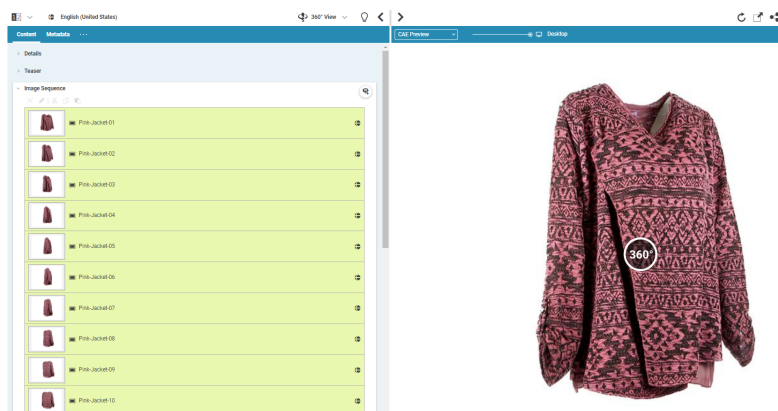 English (United States)
360° View
Content
Metadata
CAE Preview
Desktop
Details
Teaser
Image Sequence
Pink-Jacket-01
Pink-Jacket-02
Pink-Jacket-03
Pink-Jacket-04
Pink-Jacket-05
Pink-Jacket-06
Pink-Jacket-07
Pink-Jacket-08
Pink-Jacket-09
Pink-Jacket-10
360°